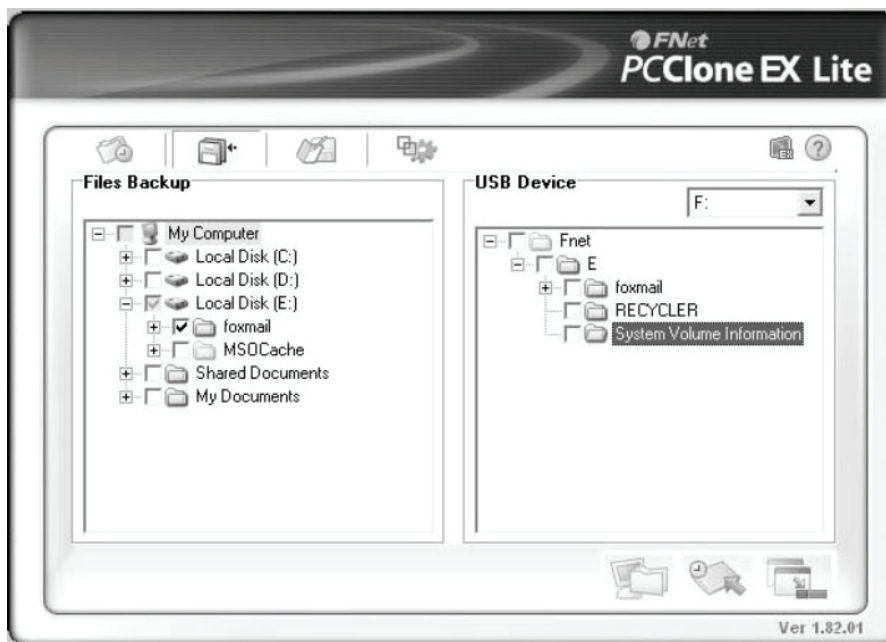 FNet
PCClone EX Lite
Files Backup
My Computer
Local Disk (C:)
Local Disk (D:)
Local Disk (E:)
foxmail
MSOCache
Shared Documents
My Documents
USB Device
F:
Fnet
E
foxmail
RECYCLER
System Volume Information
Ver 1.82.01